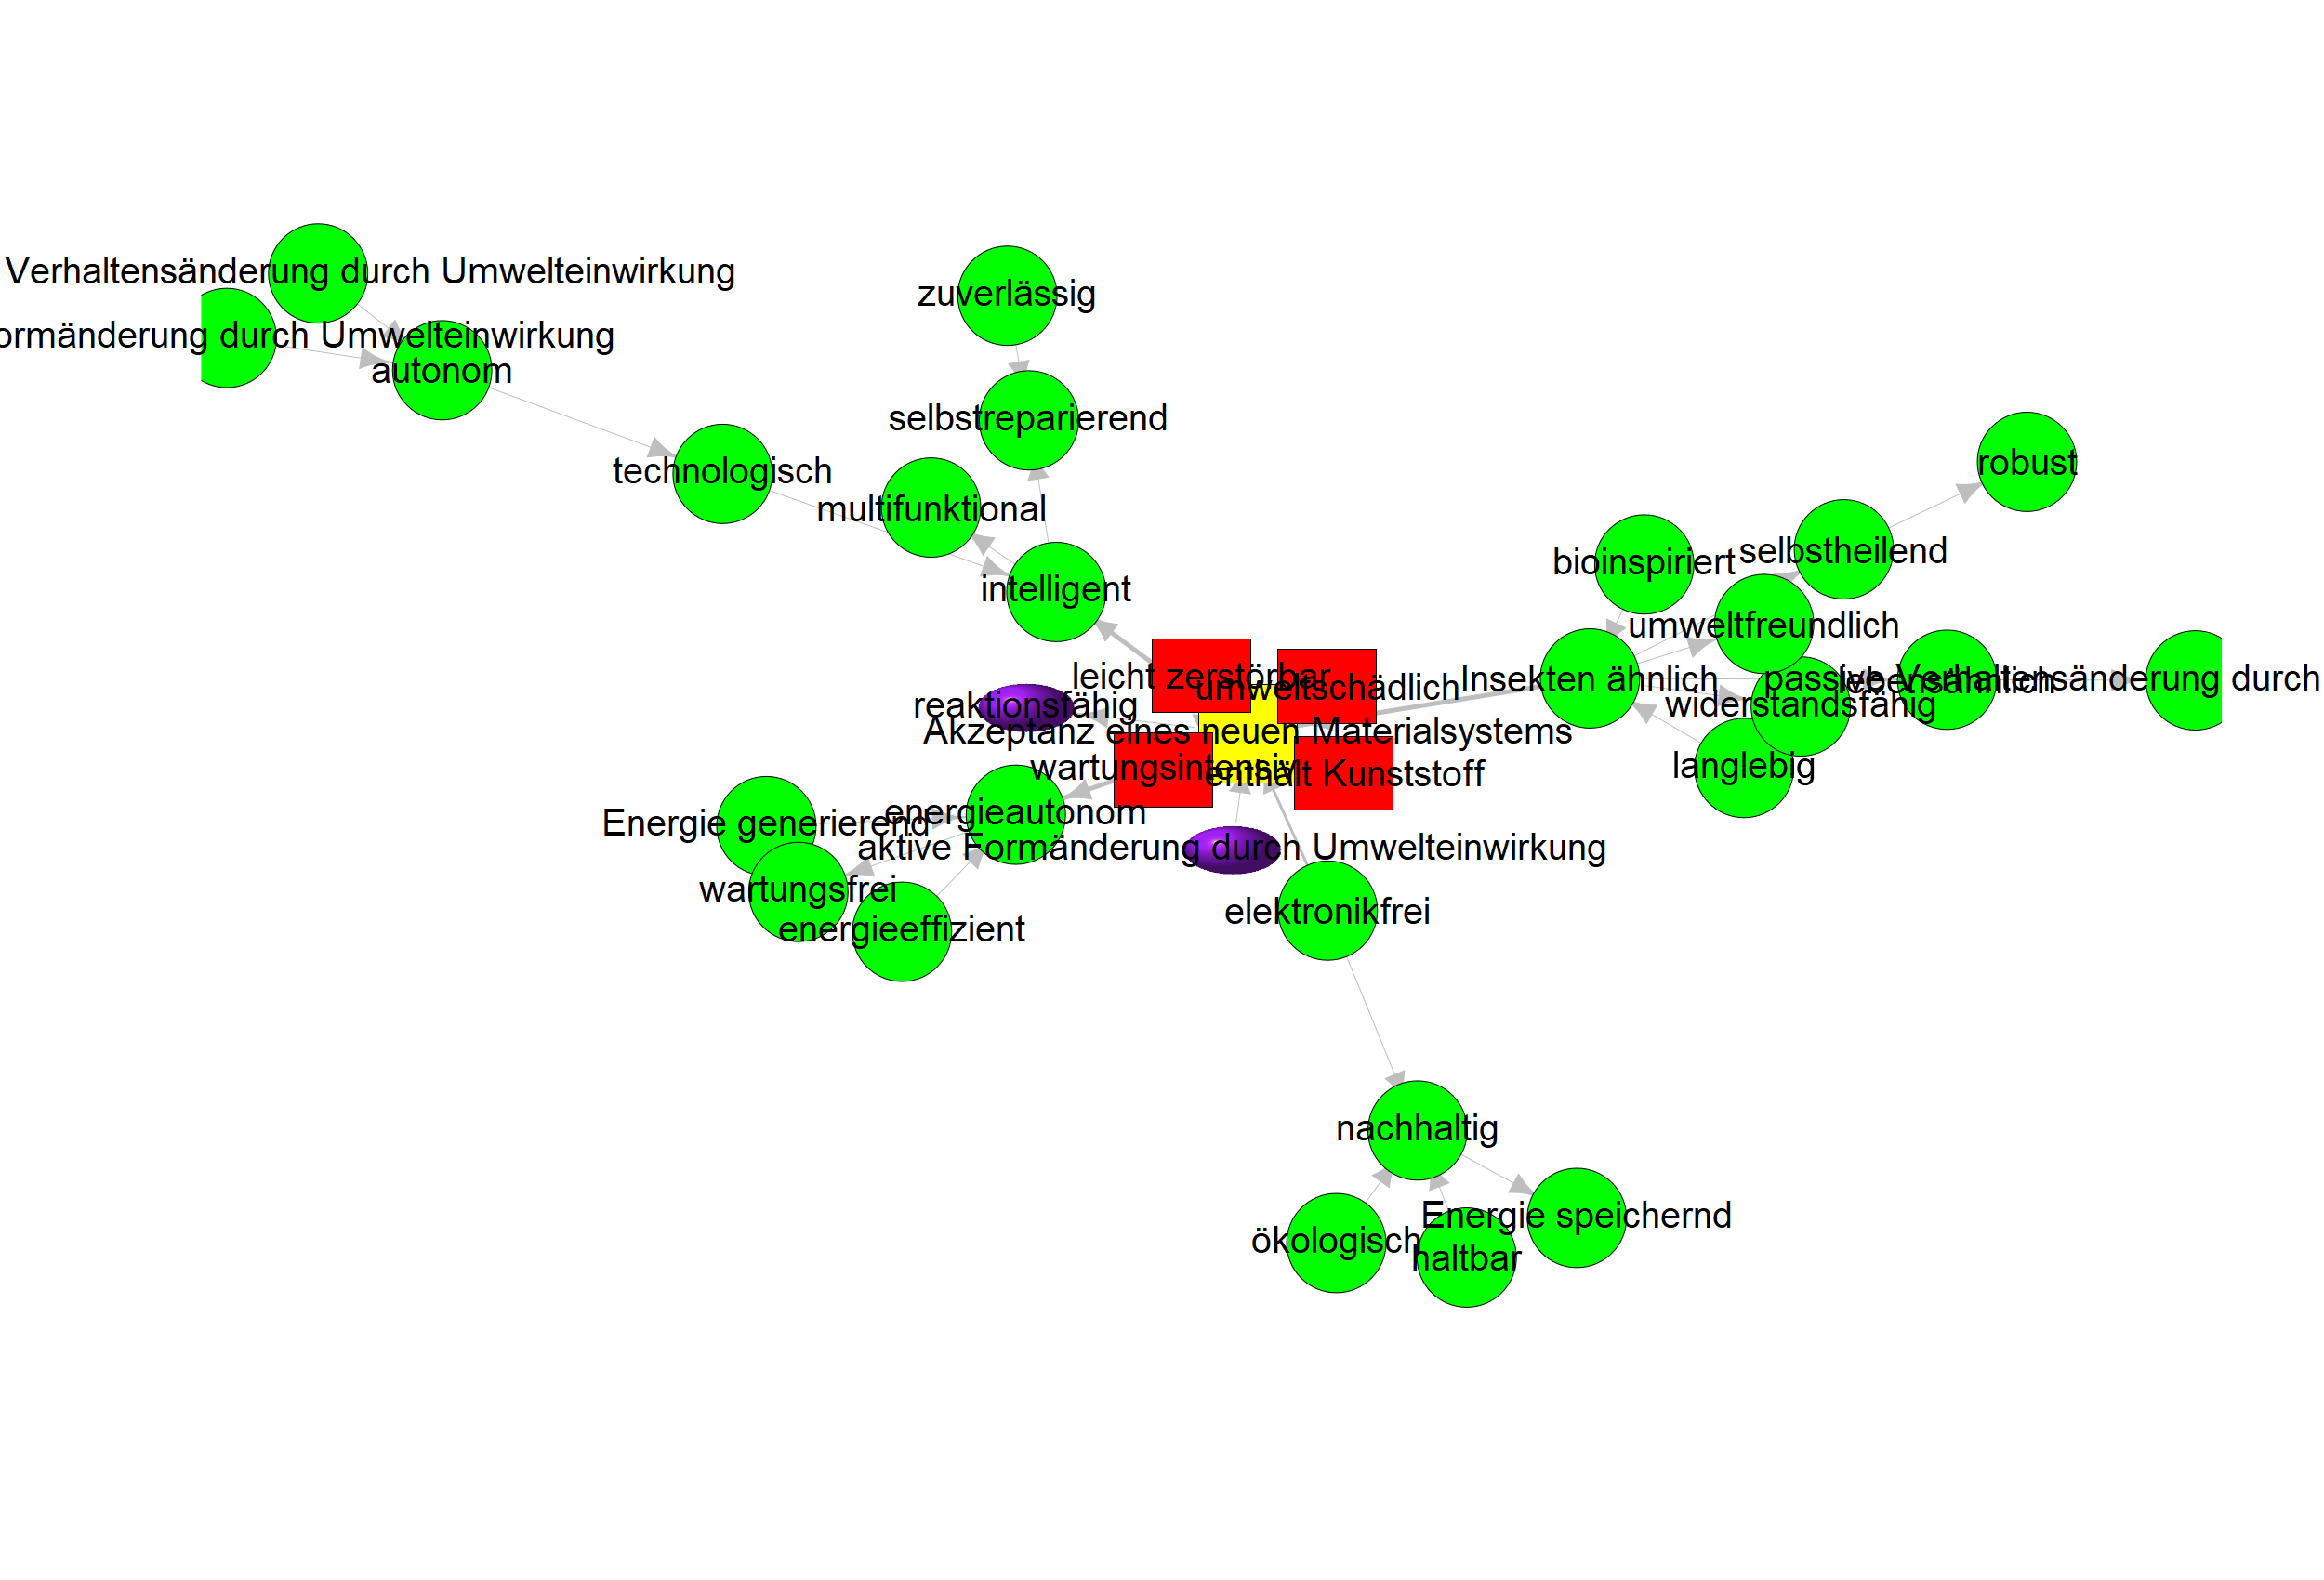 Verhaltensänderung durch Umwelteinwirkung
zuverlässig
ormänderung durch Umwelteinwirkung
autonom
selbstreparierend
robust
technologisch
multifunktional
bioinspiriert
selbstheilend
intelligent
umweltfreundlich
leicht zerstörbar
umweltschädlich
Insekten ähnlich
passive Verhaltensänderung durch
lebensähnlich
reaktionsfähig
widerstandsfähig
Akzeptanz eines neuen Materialsystems
wartungsintensiv
enthält Kunststoff
langlebig
energieautonom
Energie generierend
aktive Formänderung durch Umwelteinwirkung
wartungsfrei
elektronikfrei
energieeffizient
nachhaltig
Energie speichernd
ökologisch
haltbar